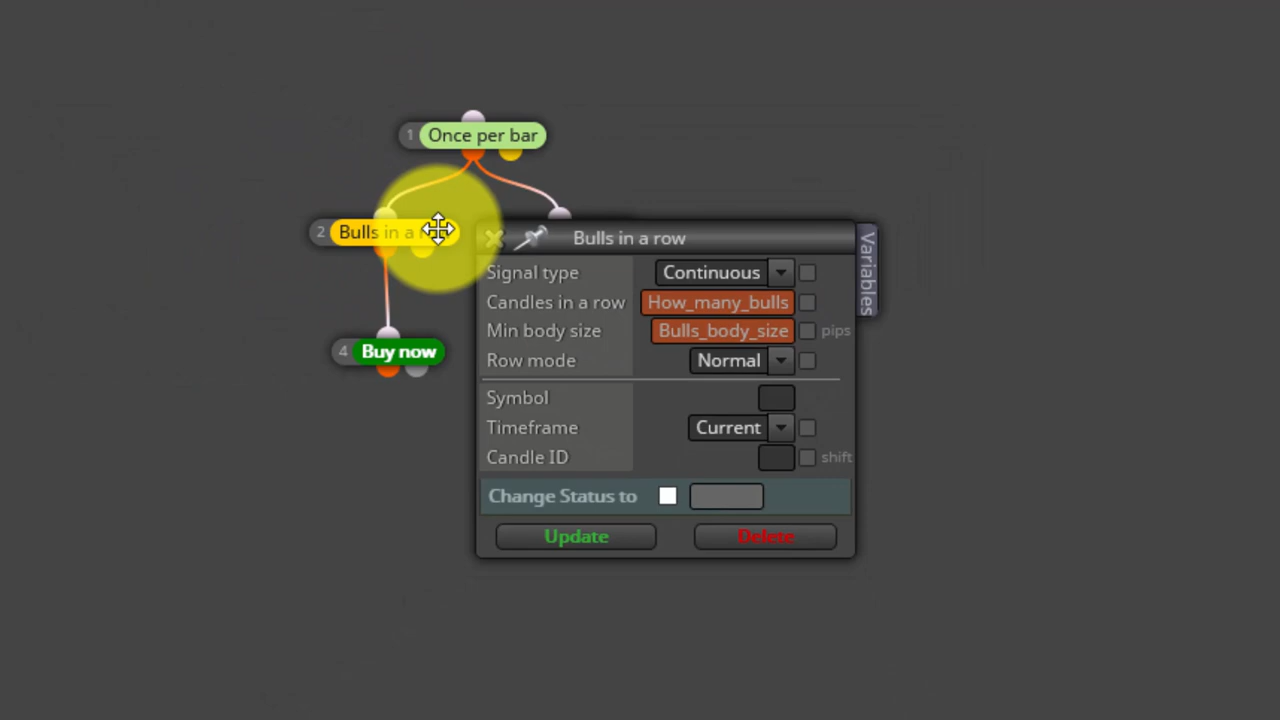 1 Once per bar
2 Bulls in a r
Bulls in a row
Variables
Signal type Continuous
Candles in a row How_many_bulls
Min body size Bulls_body_size pips
Row mode Normal
4 Buy now
Symbol
Timeframe Current
Candle ID shift
Change Status to
Update Delete